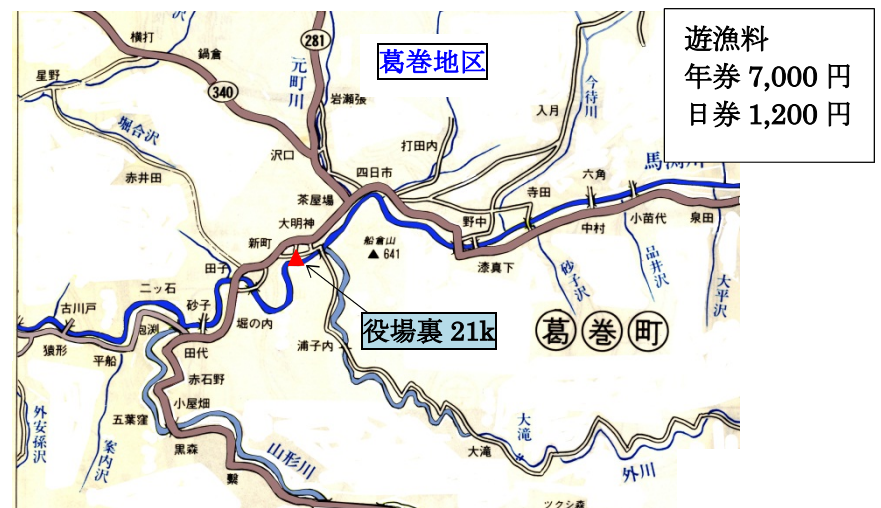 遊漁料
年券 7,000 円
日券 1,200 円
葛巻地区
横打
鍋倉
星野
281
340
元町川
岩瀬張
今待川
入月
堀合沢
沢口
打田内
四日市
馬渕川
赤井田
六角
寺田
茶屋場
大明神
新町
野中
中村
小苗代
泉田
船倉山
641
田子
漆真下
砂子沢
品井沢
大平沢
二ッ石
砂子
古川戸
堀の内
役場裏 21k
葛巻町
猿形
平船
田代
浦子内
赤石野
小屋畑
外安孫沢
案内沢
五葉窪
黒森
山形川
大滝
大滝
外川
ツクシ森